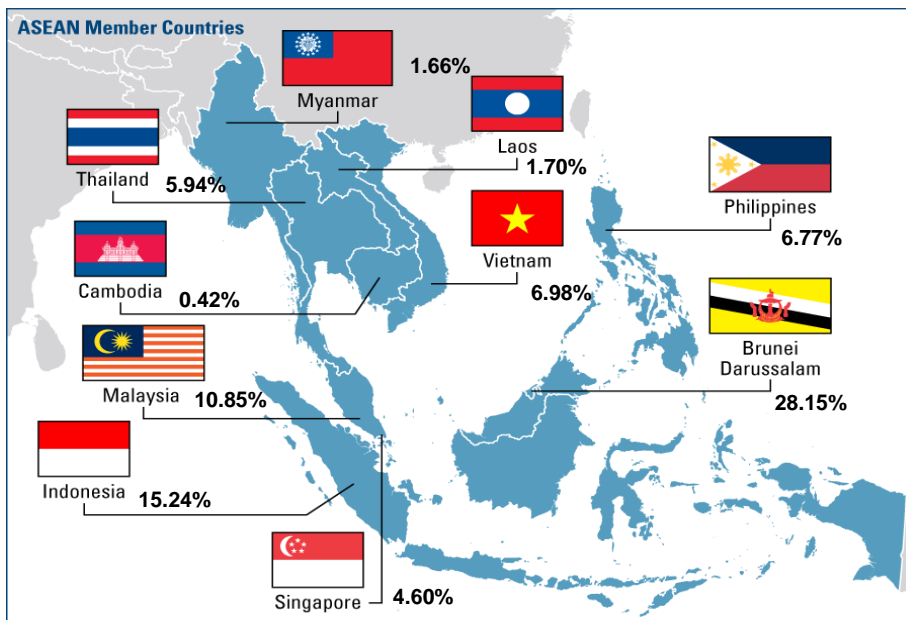 ASEAN Member Countries
1.66%
Myanmar
Laos
1.70%
Thailand
5.94%
Philippines
6.77%
Vietnam
6.98%
Cambodia
0.42%
Brunei
Darussalam
28.15%
Malaysia
10.85%
Indonesia
15.24%
Singapore
4.60%